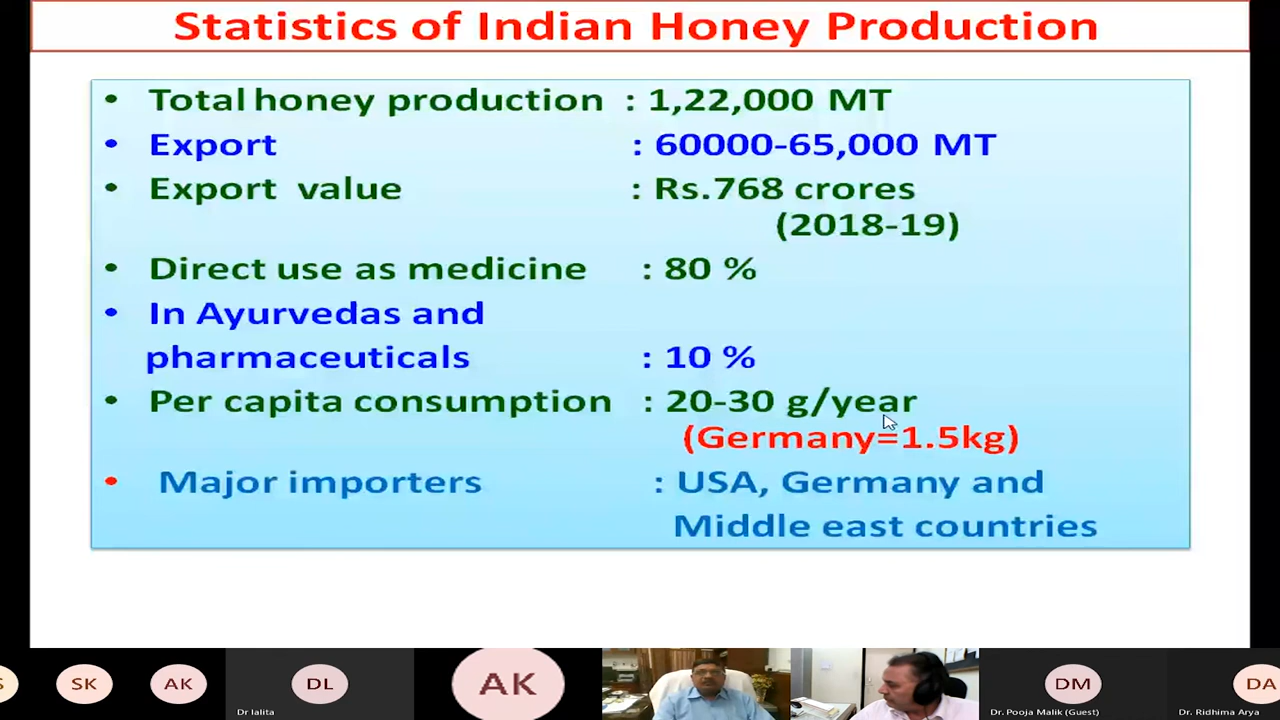 Statistics of Indian Honey Production
• Total honey production : 1,22,000 MT
• Export : 60000-65,000 MT
• Export value : Rs.768 crores
(2018-19)
• Direct use as medicine : 80 %
• In Ayurvedas and
pharmaceuticals : 10 %
• Per capita consumption : 20-30 g/year
(Germany=1.5kg)
• Major importers : USA, Germany and
Middle east countries
S SK AK DL AK DM DA
Dr lalita Dr. Pooja Malik (Guest) Dr. Ridhima Arya